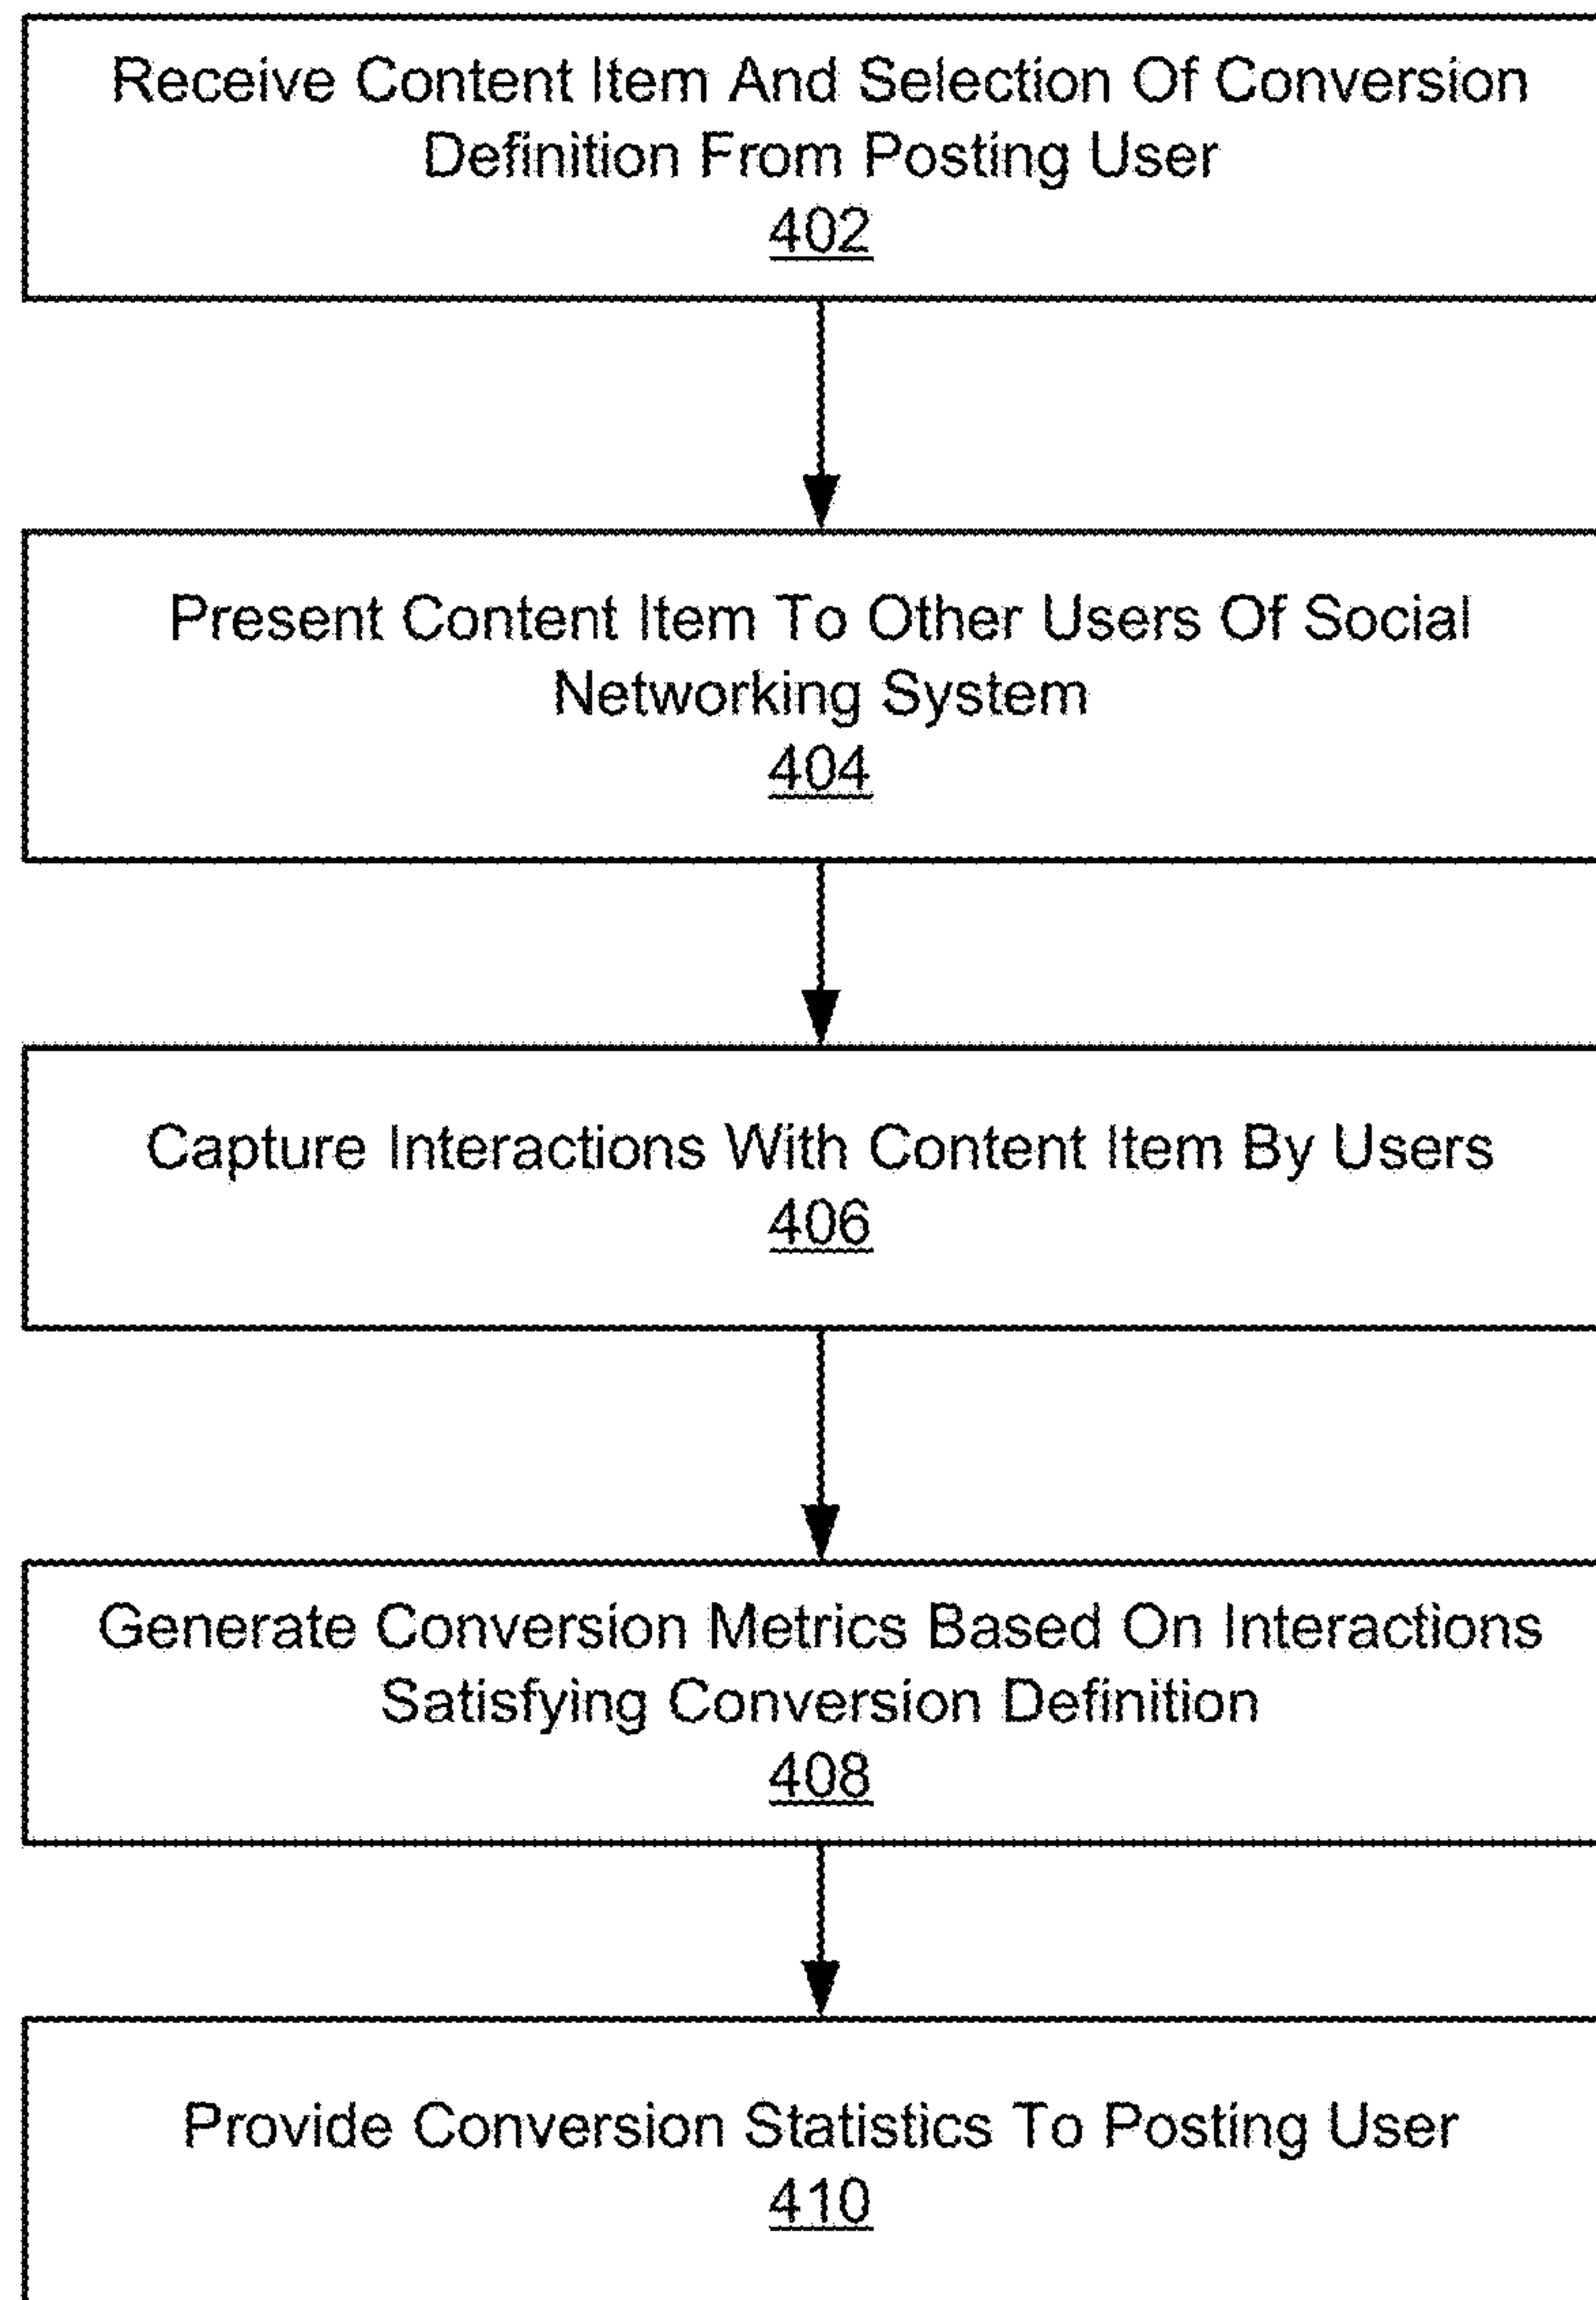 Receive Content Item And Selection Of Conversion
Definition From Posting User
402
Present Content Item To Other Users Of Social
Networking System
404
Capture Interactions With Content Item By Users
406
Generate Conversion Metrics Based On Interactions
Satisfying Conversion Definition
408
Provide Conversion Statistics To Posting User
410